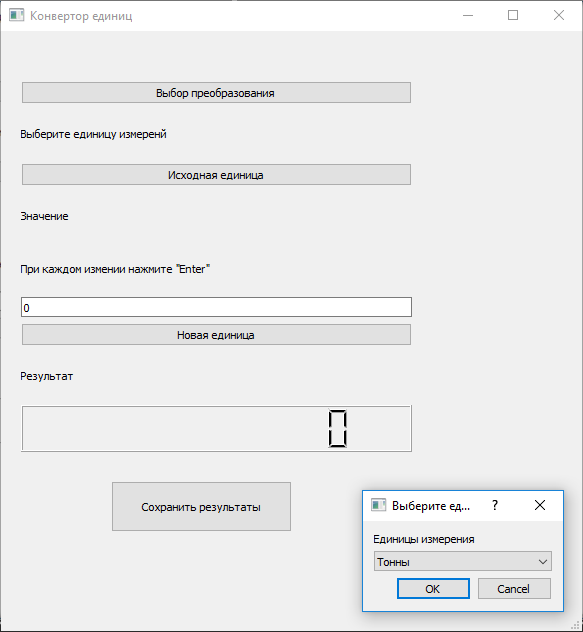 Конвертор единиц
Выбор преобразования
Выберите единицу измеренй
Исходная единица
Значение
При каждом измении нажмите "Enter"
0
Новая единица
Результат
0
Сохранить результаты
Выберите ед...
?
Единицы измерения
Тонны
OK
Cancel